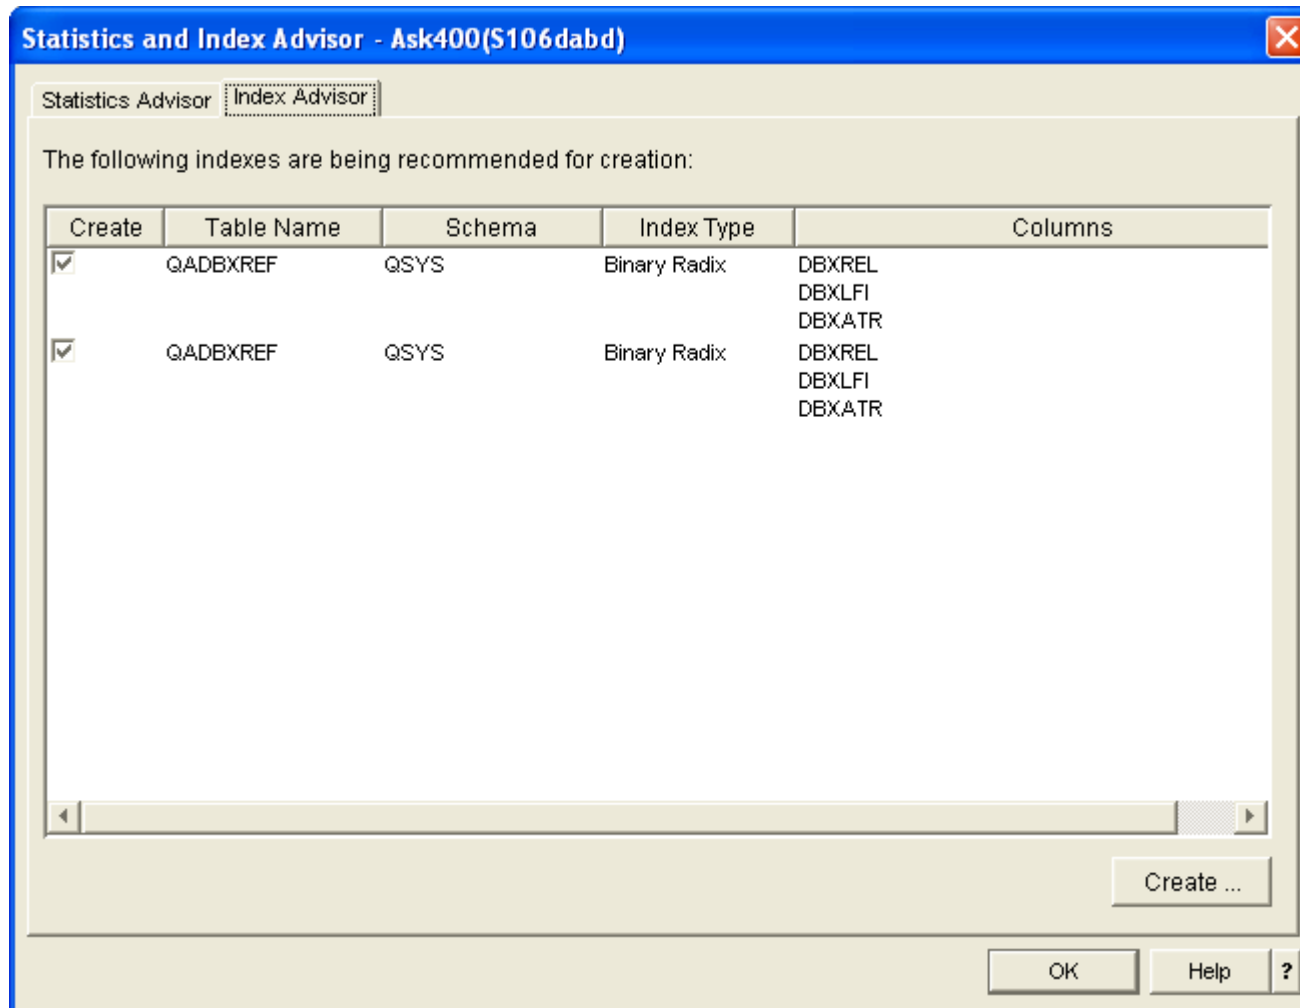 Statistics and Index Advisor - Ask400(S106dabd)
Statistics Advisor Index Advisor
The following indexes are being recommended for creation:
Create Table Name Schema Index Type Columns
QADBXREF QSYS Binary Radix DBXREL
DBXLFI
DBXATR
QADBXREF QSYS Binary Radix DBXREL
DBXLFI
DBXATR
Create ...
OK Help ?